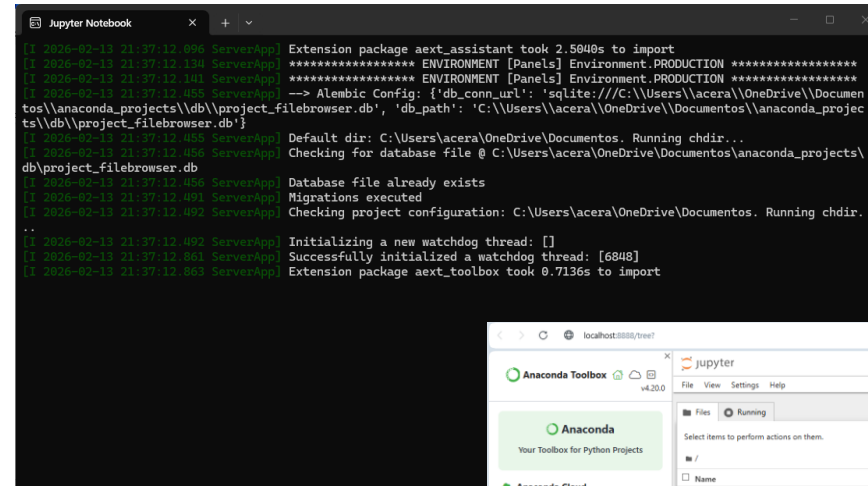 Jupyter Notebook
[I 2026-02-13 21:37:12.096 ServerApp] Extension package aext_assistant took 2.5040s to import
[I 2026-02-13 21:37:12.134 ServerApp] ****************** ENVIRONMENT [Panels] Environment.PRODUCTION ******************
[I 2026-02-13 21:37:12.141 ServerApp] ****************** ENVIRONMENT [Panels] Environment.PRODUCTION ******************
[I 2026-02-13 21:37:12.455 ServerApp] --> Alembic Config: {'db_conn_url': 'sqlite:///C:\\Users\\acera\\OneDrive\\Documen
tos\\anaconda_projects\\db\\project_filebrowser.db', 'db_path': 'C:\\Users\\acera\\OneDrive\\Documentos\\anaconda_projec
ts\\db\\project_filebrowser.db'}
[I 2026-02-13 21:37:12.455 ServerApp] Default dir: C:\Users\acera\OneDrive\Documentos. Running chdir...
[I 2026-02-13 21:37:12.456 ServerApp] Checking for database file @ C:\Users\acera\OneDrive\Documentos\anaconda_projects\
db\project_filebrowser.db
[I 2026-02-13 21:37:12.456 ServerApp] Database file already exists
[I 2026-02-13 21:37:12.491 ServerApp] Migrations executed
[I 2026-02-13 21:37:12.492 ServerApp] Checking project configuration: C:\Users\acera\OneDrive\Documentos. Running chdir.
..
[I 2026-02-13 21:37:12.492 ServerApp] Initializing a new watchdog thread: []
[I 2026-02-13 21:37:12.861 ServerApp] Successfully initialized a watchdog thread: [6848]
[I 2026-02-13 21:37:12.863 ServerApp] Extension package aext_toolbox took 0.7136s to import
localhost:8888/tree?
Anaconda Toolbox
v4.20.0
Anaconda
Your Toolbox for Python Projects
Anaconda Cloud
jupyter
File View Settings Help
Files Running
Select items to perform actions on them.
/
Name